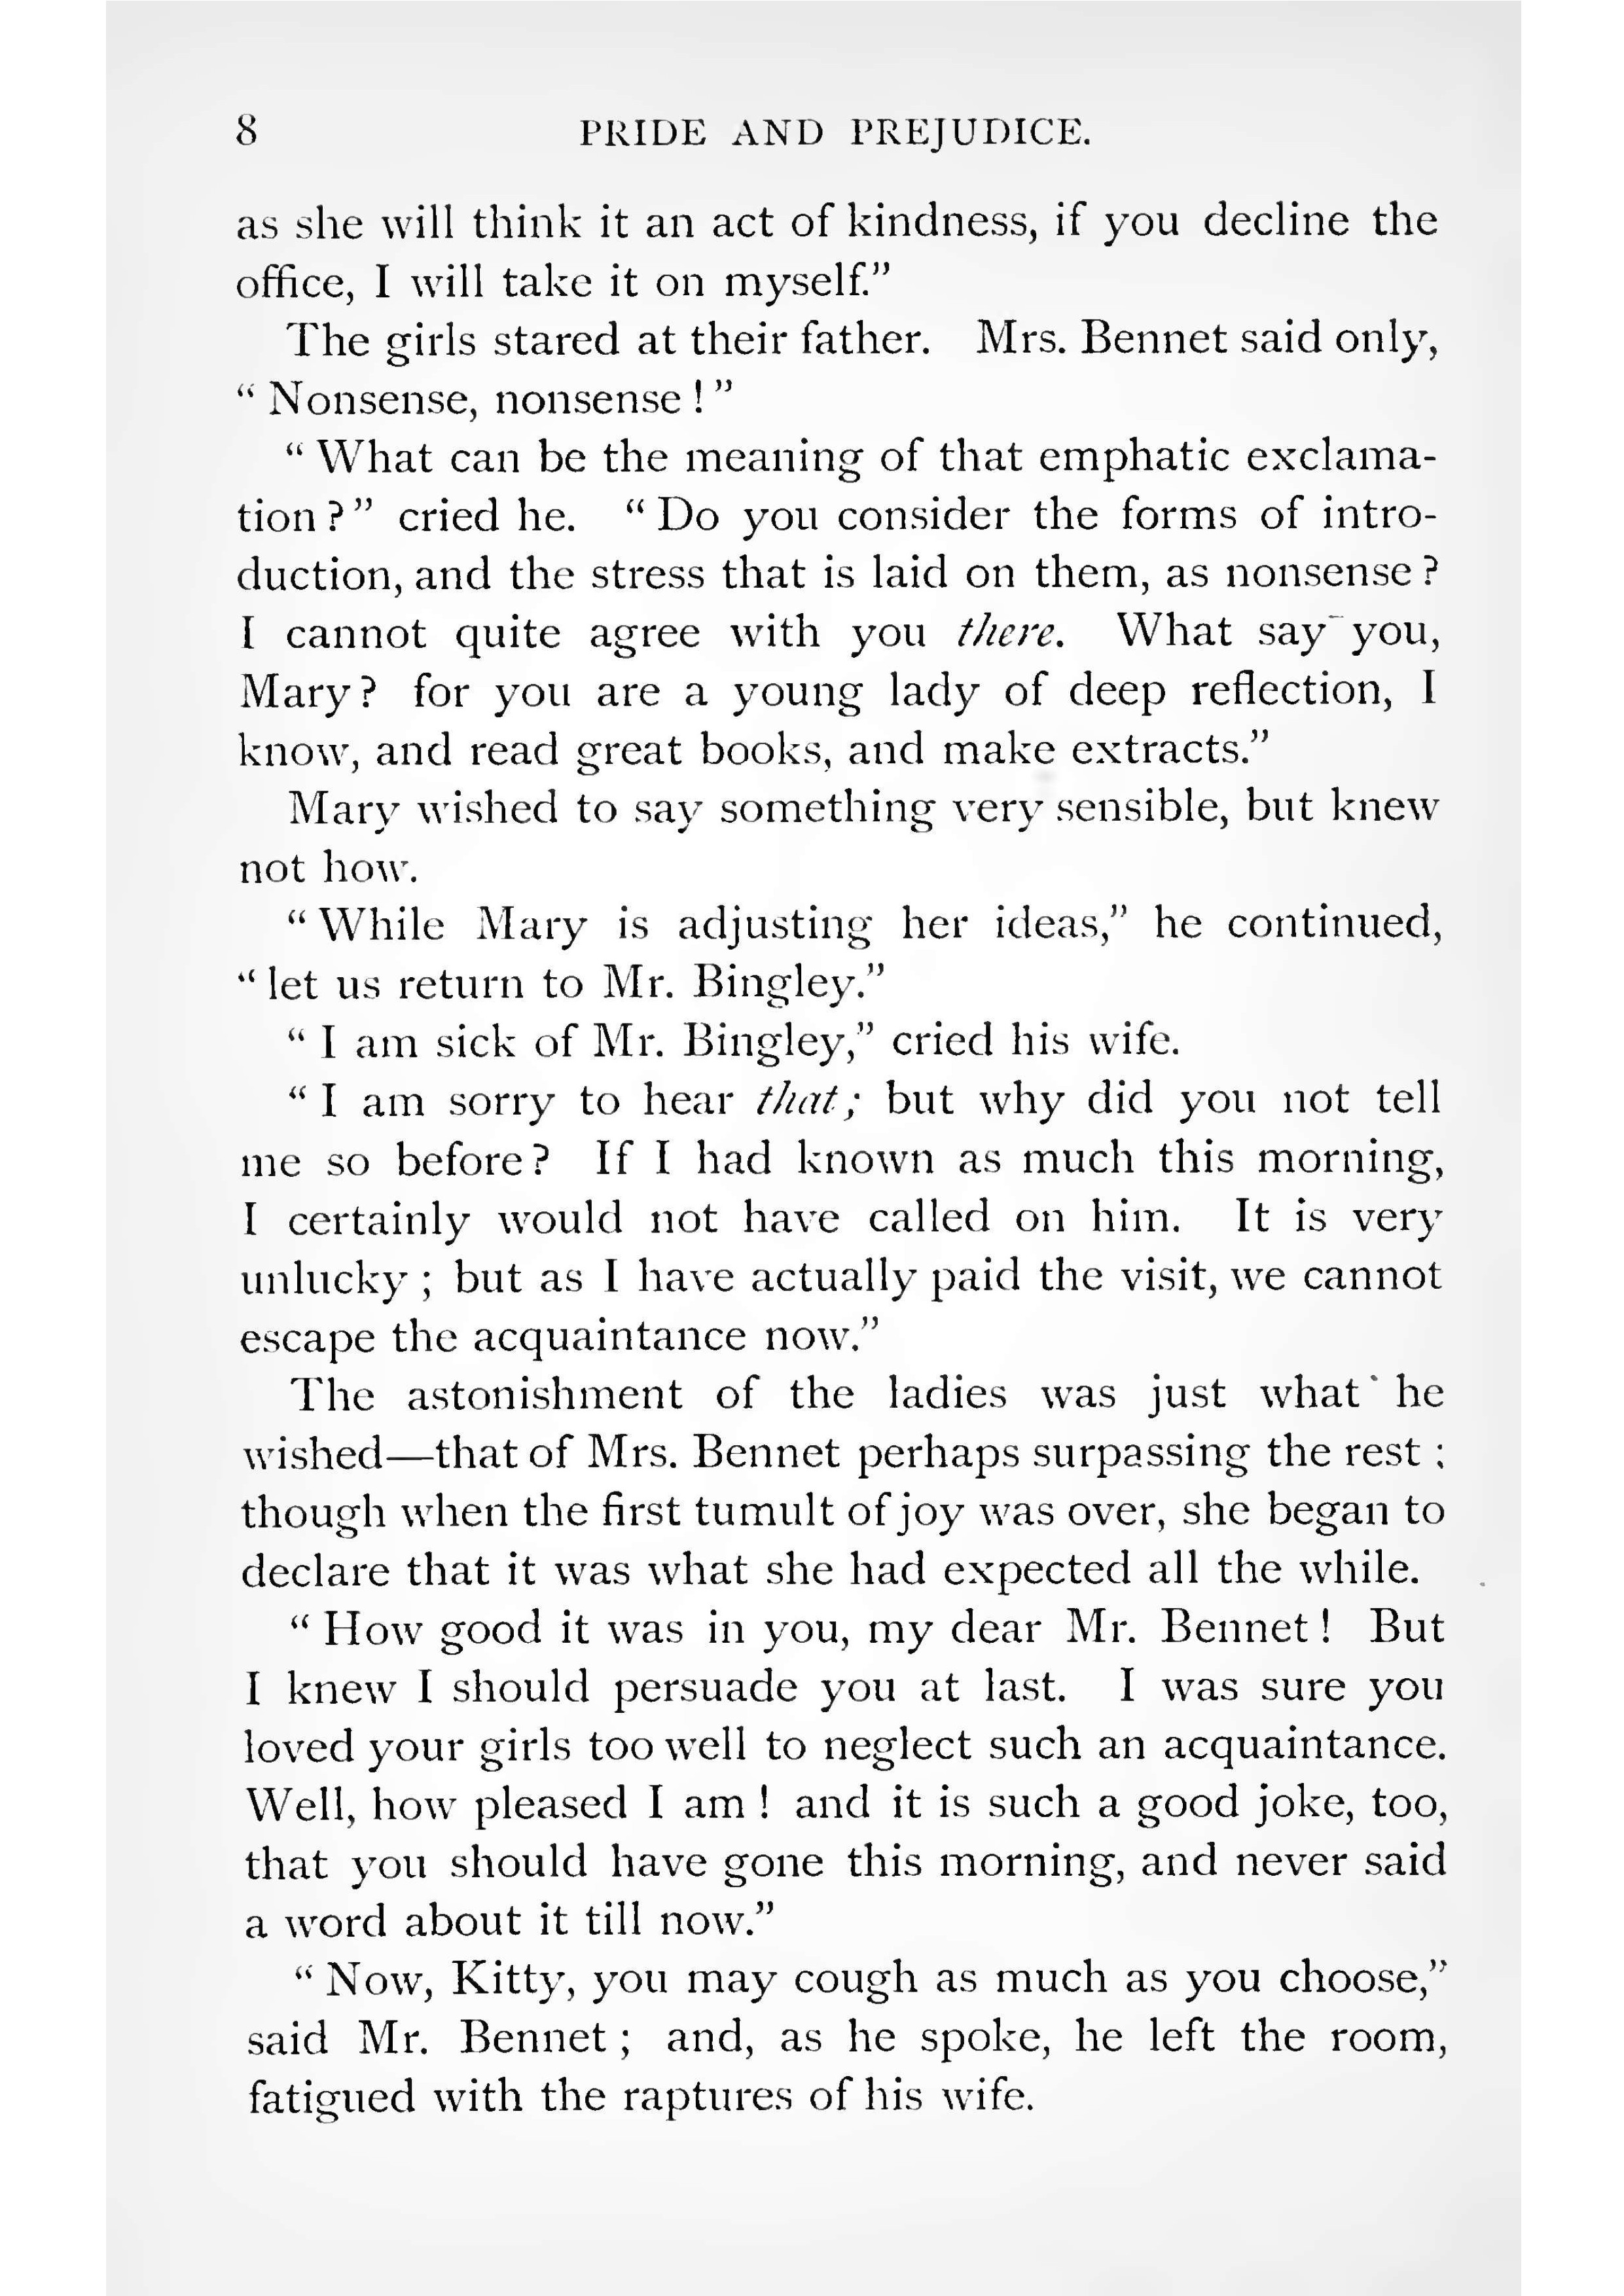 8 PRIDE AND PREJUDICE.
as she will think it an act of kindness, if you decline the
office, I will take it on myself.”
The girls stared at their father. Mrs. Bennet said only,
“Nonsense, nonsense!”
“What can be the meaning of that emphatic exclama-
tion?” cried he. “Do you consider the forms of intro-
duction, and the stress that is laid on them, as nonsense?
I cannot quite agree with you there. What say you,
Mary? for you are a young lady of deep reflection, I
know, and read great books, and make extracts.”
Mary wished to say something very sensible, but knew
not how.
“While Mary is adjusting her ideas,” he continued,
“let us return to Mr. Bingley.”
“I am sick of Mr. Bingley,” cried his wife.
“I am sorry to hear that; but why did you not tell
me so before? If I had known as much this morning,
I certainly would not have called on him. It is very
unlucky; but as I have actually paid the visit, we cannot
escape the acquaintance now.”
The astonishment of the ladies was just what he
wished—that of Mrs. Bennet perhaps surpassing the rest;
though when the first tumult of joy was over, she began to
declare that it was what she had expected all the while.
“How good it was in you, my dear Mr. Bennet! But
I knew I should persuade you at last. I was sure you
loved your girls too well to neglect such an acquaintance.
Well, how pleased I am! and it is such a good joke, too,
that you should have gone this morning, and never said
a word about it till now.”
“Now, Kitty, you may cough as much as you choose,”
said Mr. Bennet; and, as he spoke, he left the room,
fatigued with the raptures of his wife.